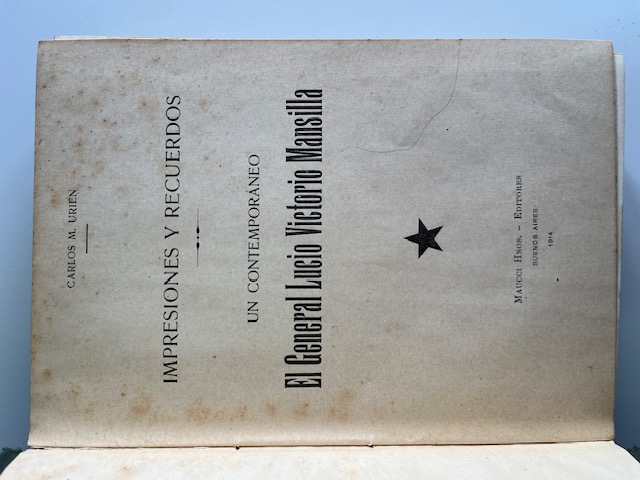 CARLOS M. URIEN
IMPRESIONES Y RECUERDOS
UN CONTEMPORÁNEO
El General Lucio Victorio Mansilla
MAUCCI HNOS. – EDITORES
BUENOS AIRES
1914